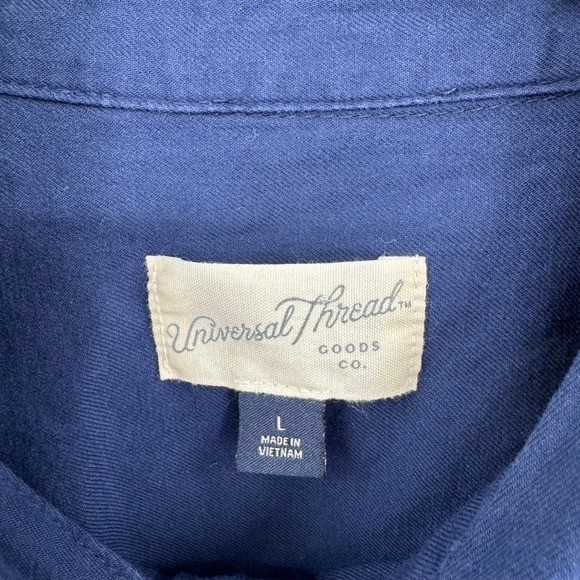 Universal Thread™
GOODS
CO.
L
MADE IN
VIETNAM